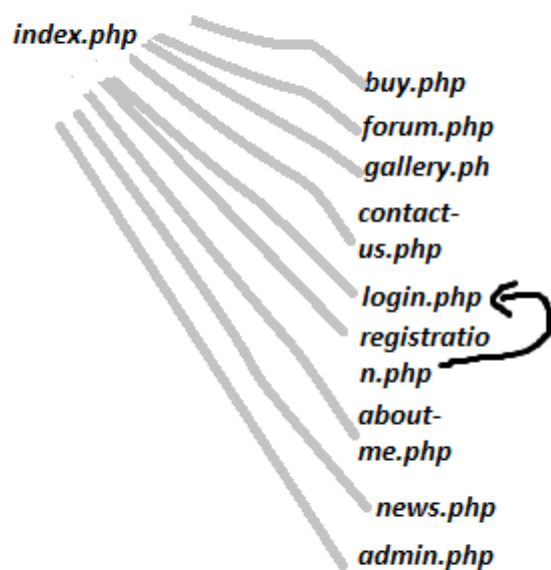 index.php
buy.php
forum.php
gallery.ph
contact-
us.php
login.php
registratio
n.php
about-
me.php
news.php
admin.php